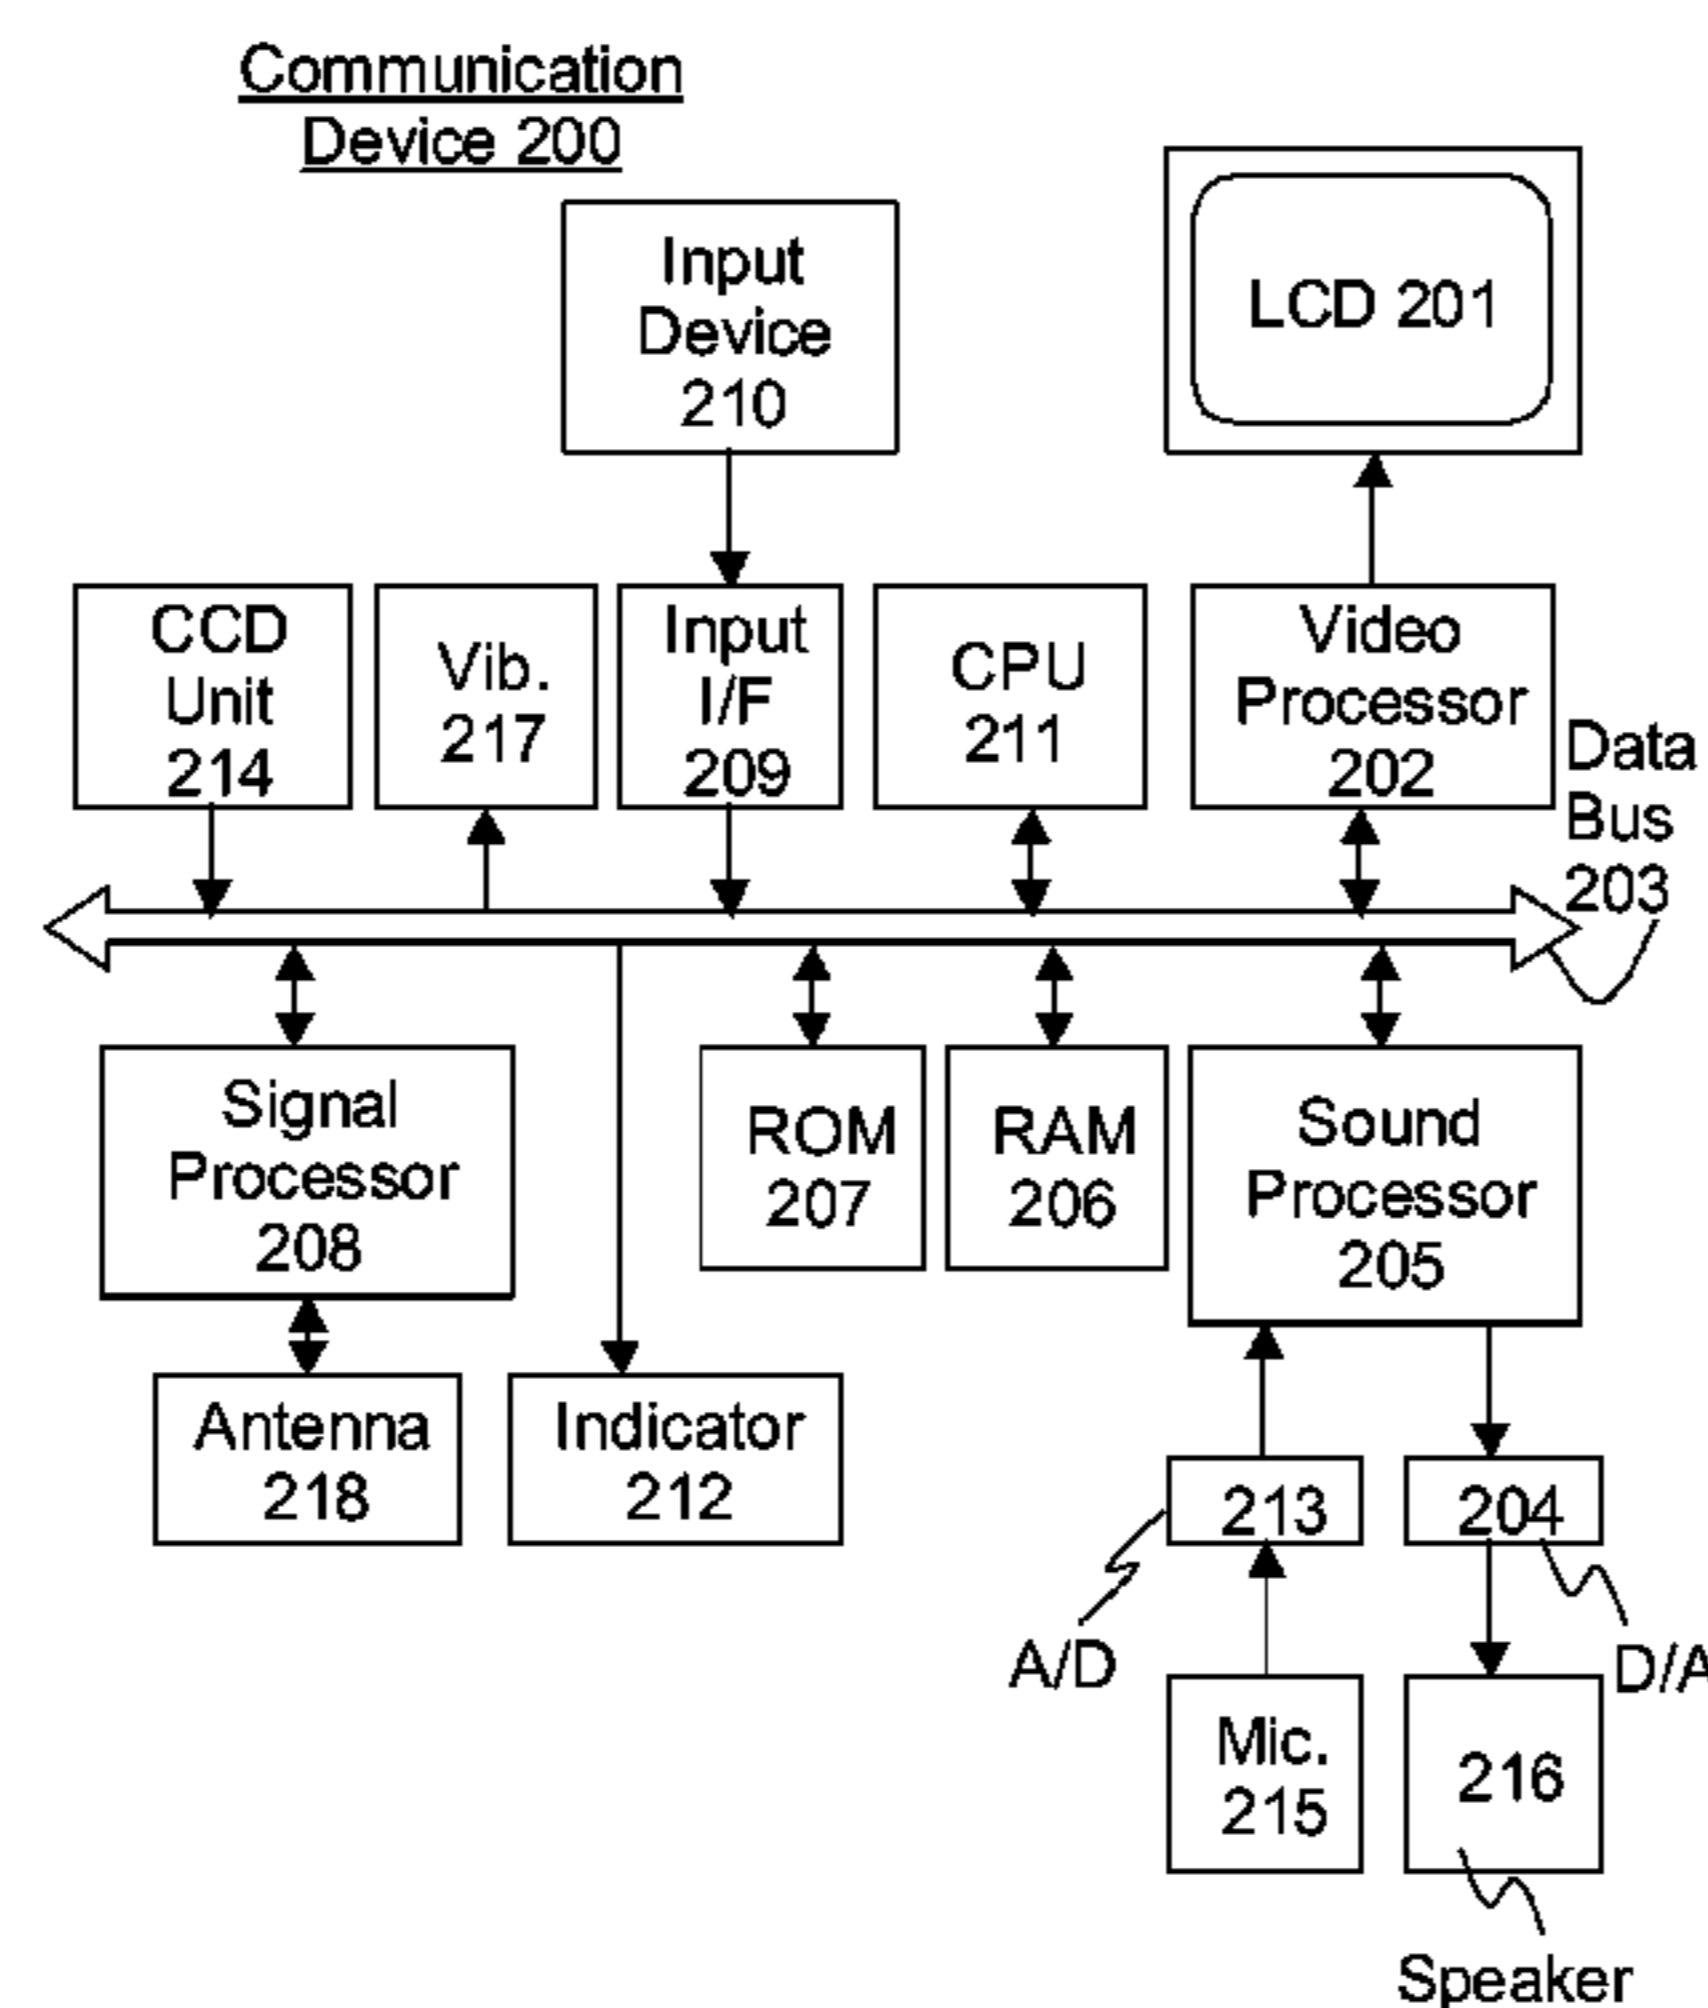 Communication
Device 200
Input
Device
210
LCD 201
CCD
Unit
214
Vib.
217
Input
I/F
209
CPU
211
Video
Processor
202
Data
Bus
203
Signal
Processor
208
ROM
207
RAM
206
Sound
Processor
205
Antenna
218
Indicator
212
213
204
A/D
D/A
Mic.
215
216
Speaker